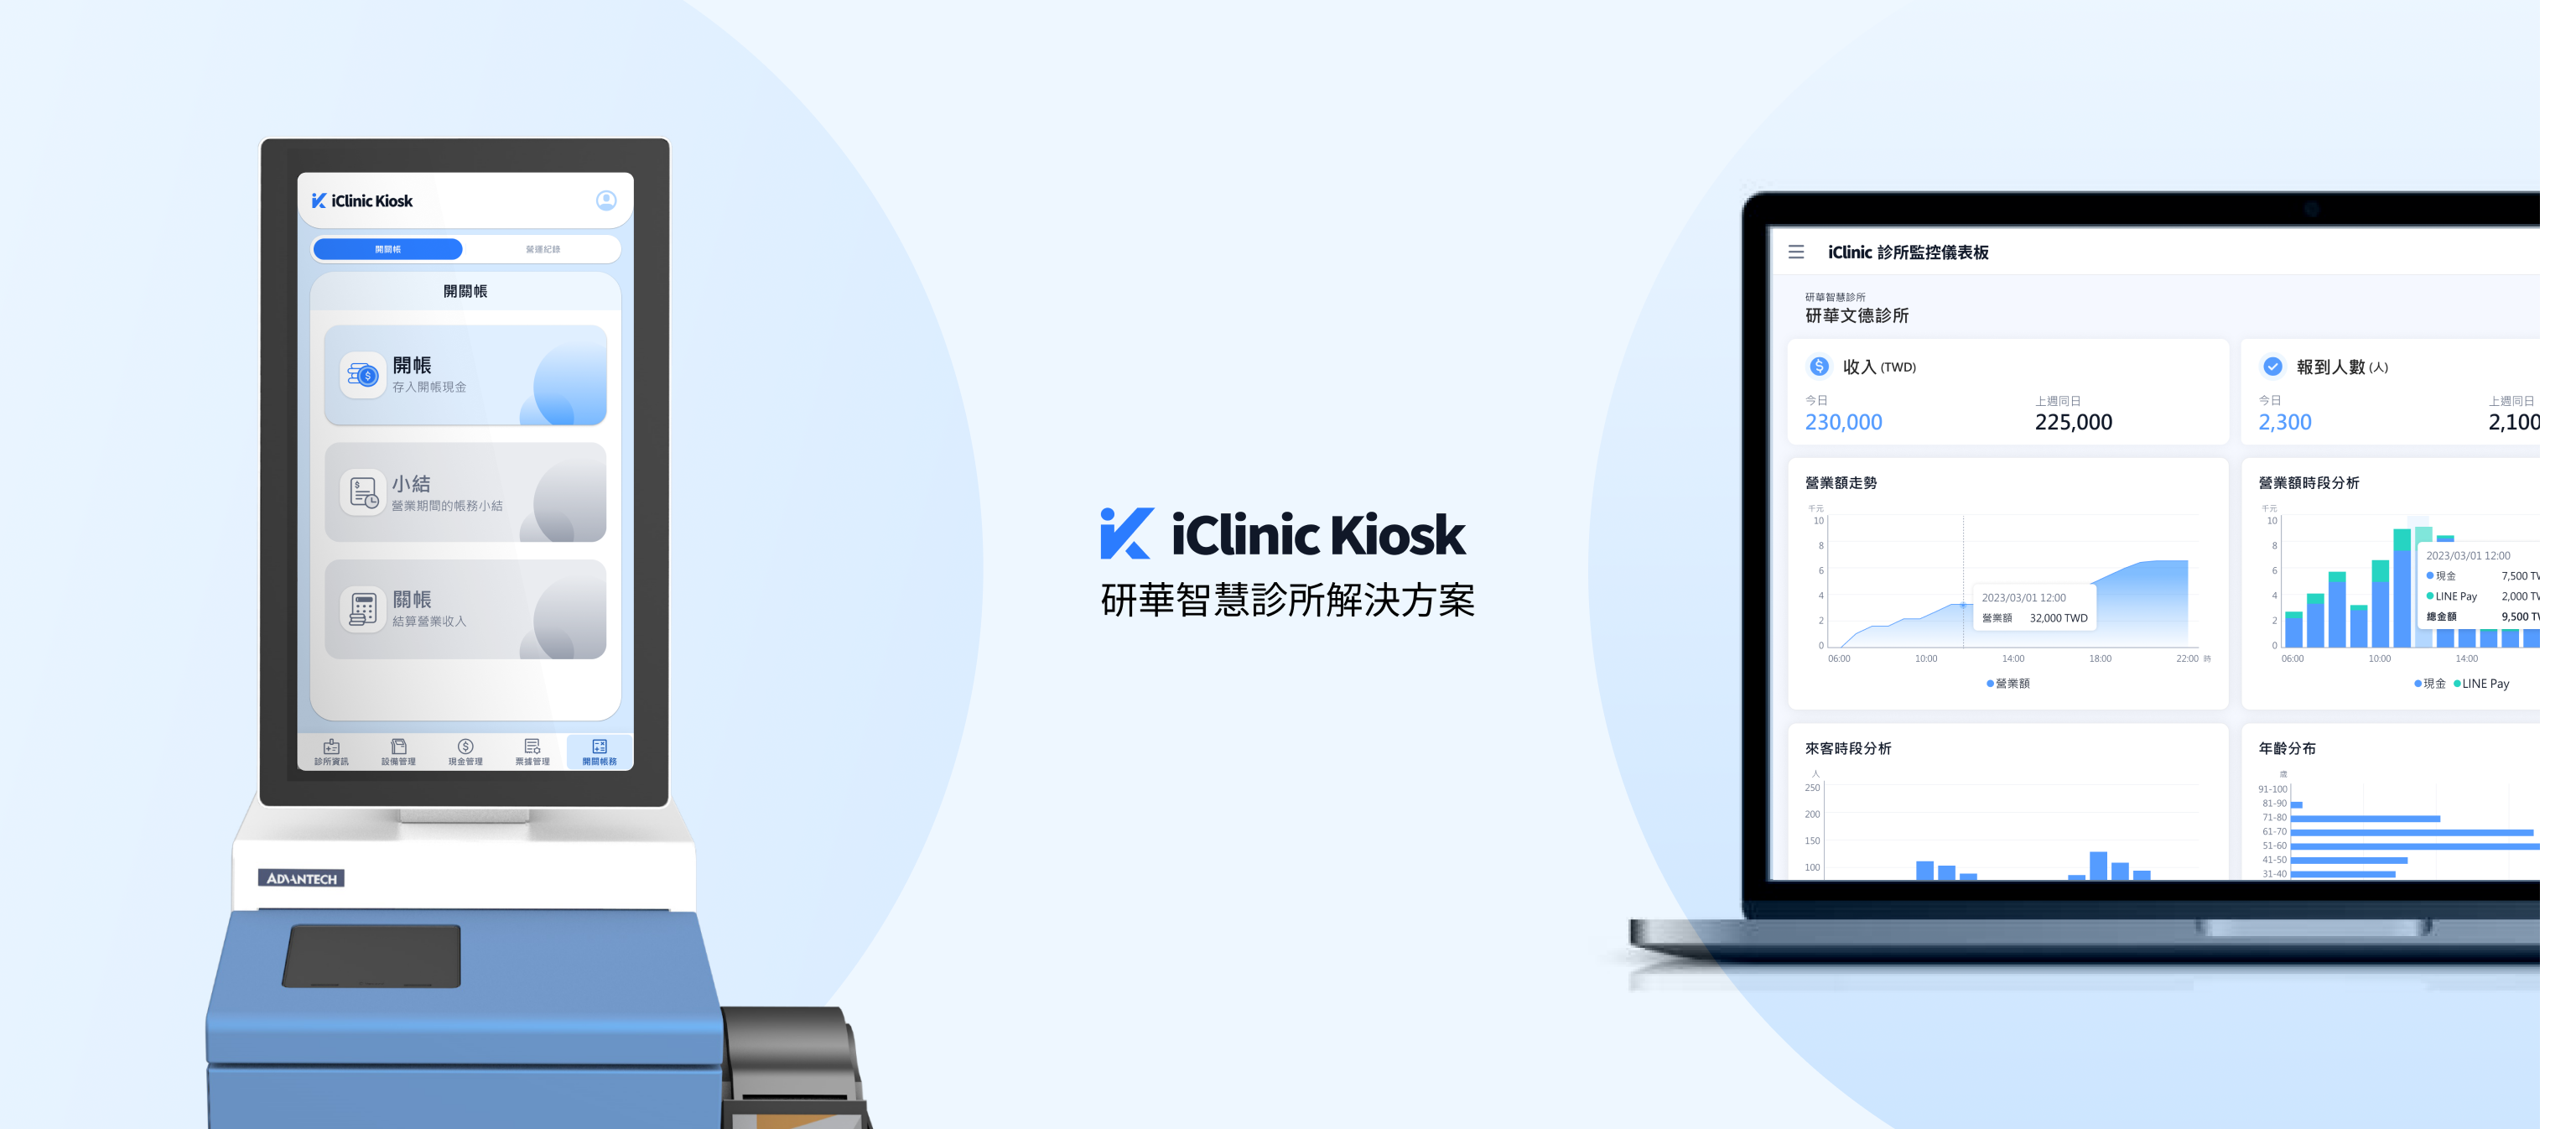 iClinic Kiosk
開關帳
營運紀錄
開關帳
開帳
存入開帳現金
小結
營業期間的帳務小結
關帳
結算營業收入
診所資訊
設備管理
現金管理
票據管理
開關帳務
ADVANTECH
iClinic Kiosk
研華智慧診所解決方案
iClinic 診所監控儀表板
研華智慧診所
研華文德診所
收入 (TWD)
今日
上週同日
230,000
225,000
報到人數 (人)
今日
上週同日
2,300
2,100
營業額走勢
千元
10
8
6
4
2
0
2023/03/01 12:00
營業額 32,000 TWD
06:00 10:00 14:00 18:00 22:00 時
營業額
營業額時段分析
千元
10
8
6
4
2
0
2023/03/01 12:00
現金 7,500 TW
LINE Pay 2,000 TW
總金額 9,500 TW
06:00 10:00 14:00
現金 LINE Pay
來客時段分析
人
250
200
150
100
年齡分布
歲
91-100
81-90
71-80
61-70
51-60
41-50
31-40